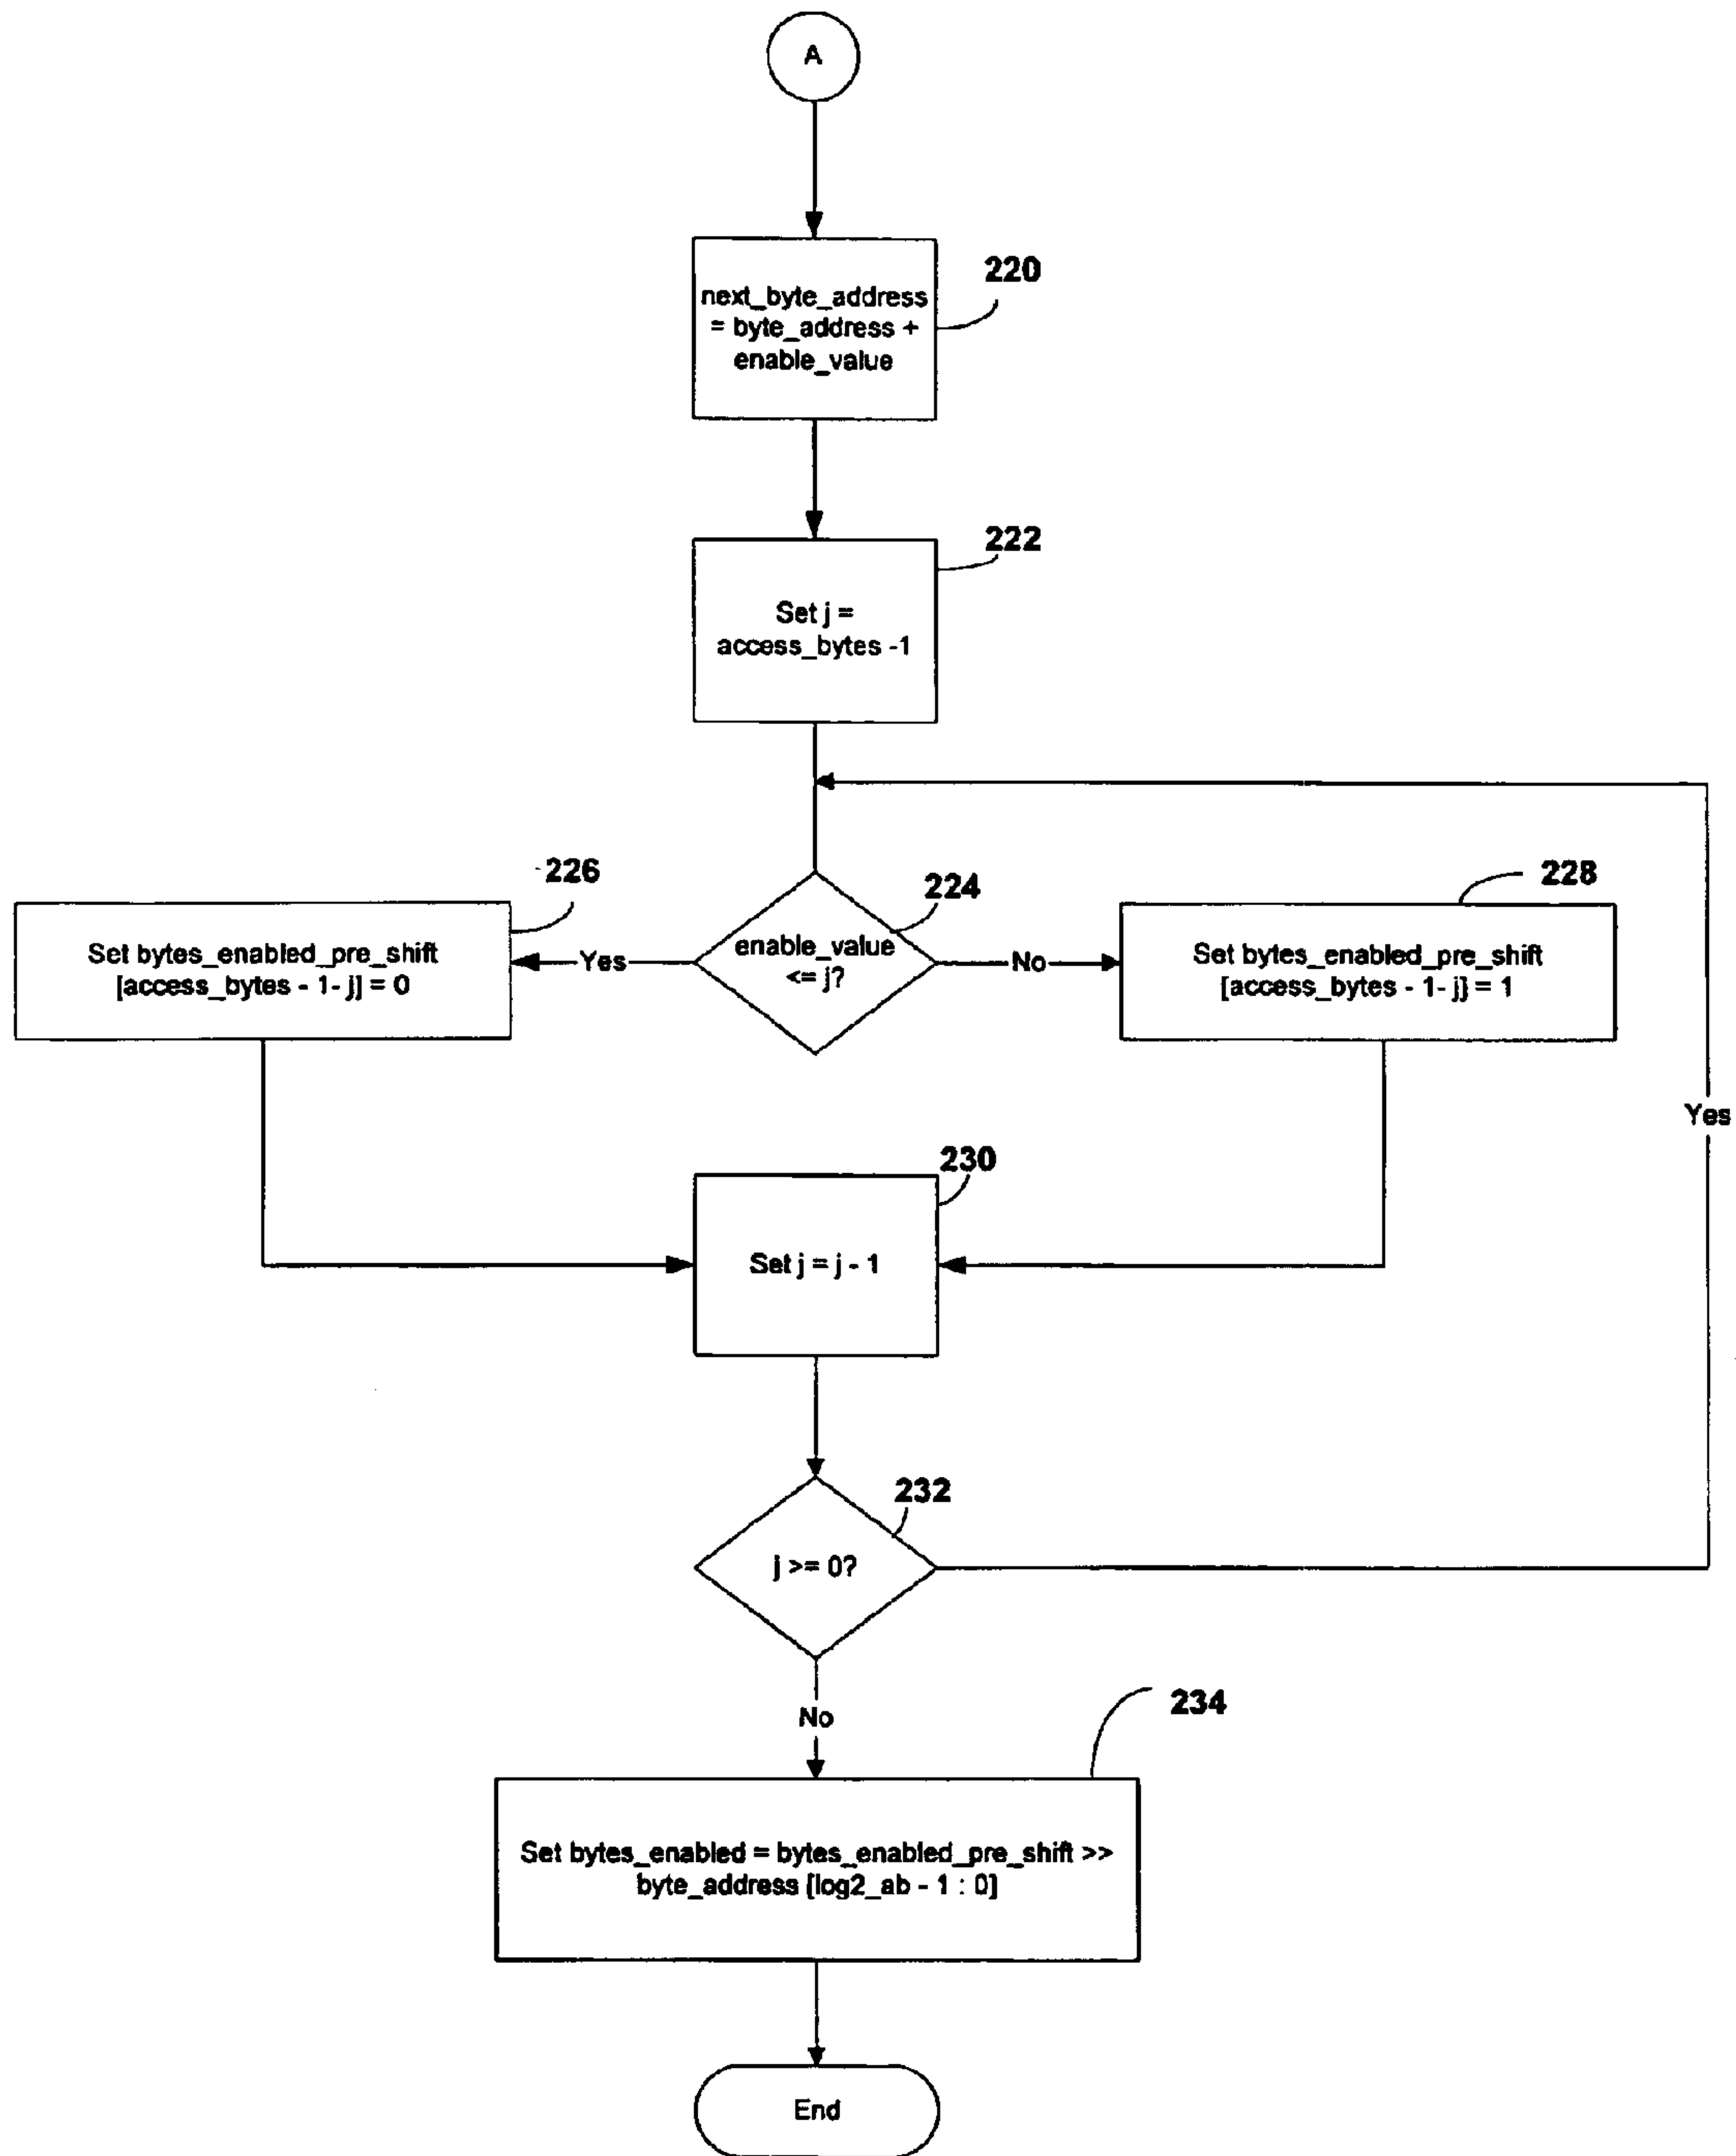 A
220
next_byte_address
= byte_address +
enable_value
222
Set j =
access_bytes -1
226
224
228
Set bytes_enabled_pre_shift
[access_bytes - 1- j] = 0
Yes
enable_value
<= j?
No
Set bytes_enabled_pre_shift
[access_bytes - 1- j] = 1
Yes
230
Set j = j - 1
232
j >= 0?
No
234
Set bytes_enabled = bytes_enabled_pre_shift >>
byte_address [log2_ab - 1 : 0]
End